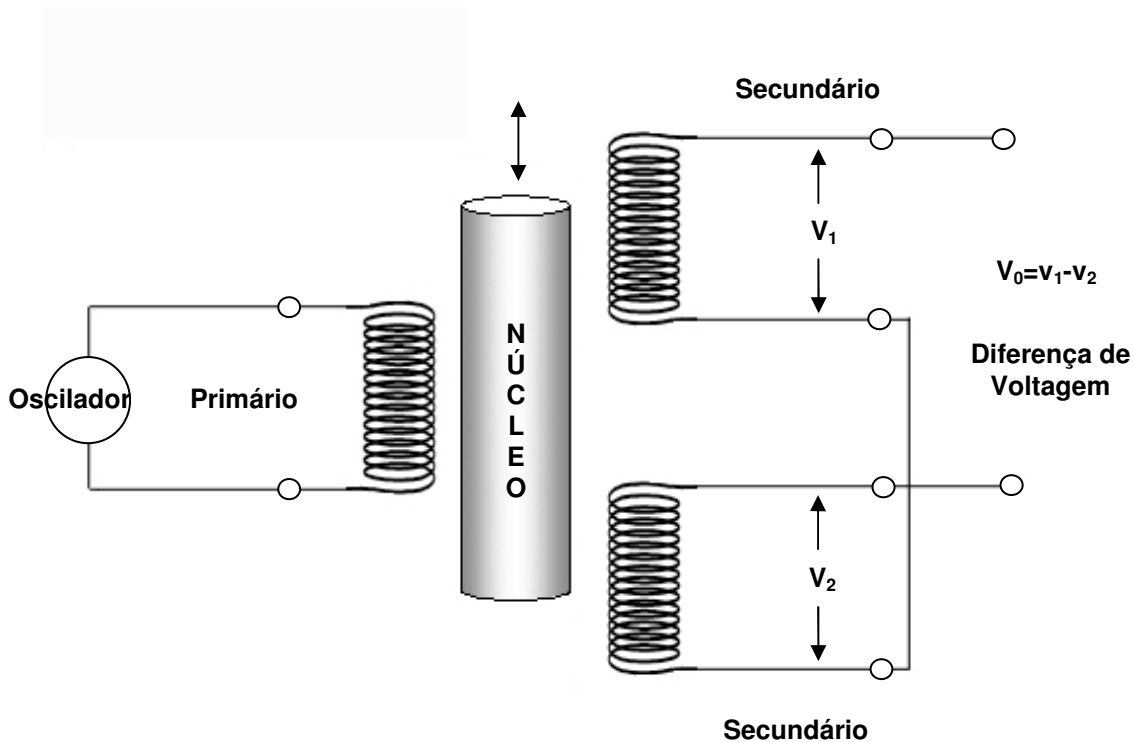 Secundário
V₁
V₀=v₁-v₂
Diferença de
Voltagem
Oscilador
Primário
N
Ú
C
L
E
O
V₂
Secundário